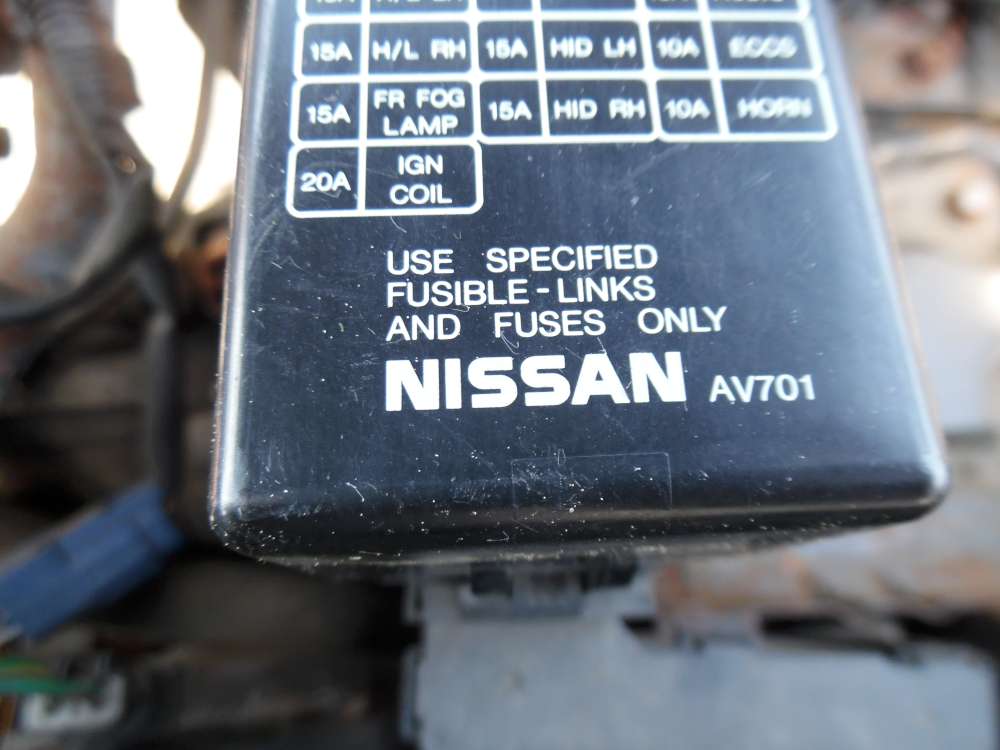 15A H/L RH 15A HID LH 10A ECCS
15A FR FOG LAMP 15A HID RH 10A HORN
20A IGN COIL
USE SPECIFIED
FUSIBLE-LINKS
AND FUSES ONLY
NISSAN AV701